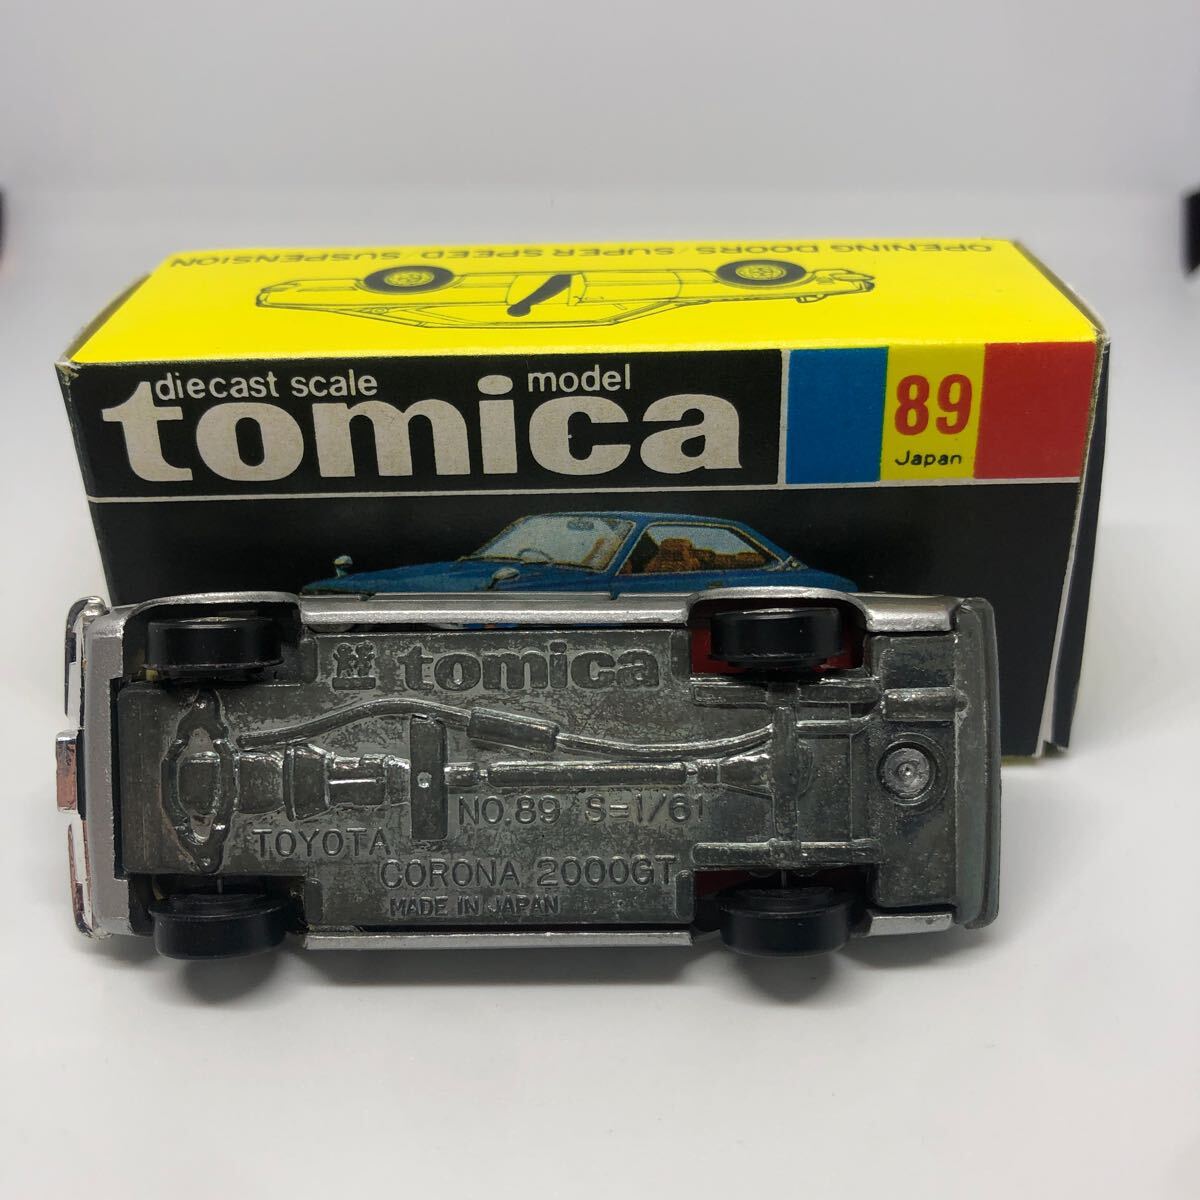 OPENING DOORS/SUPER SPEED/SUSPENSION
diecast scale model
tomica
89
Japan
tomica
NO.89 S=1/61
TOYOTA
CORONA 2000GT
MADE IN JAPAN